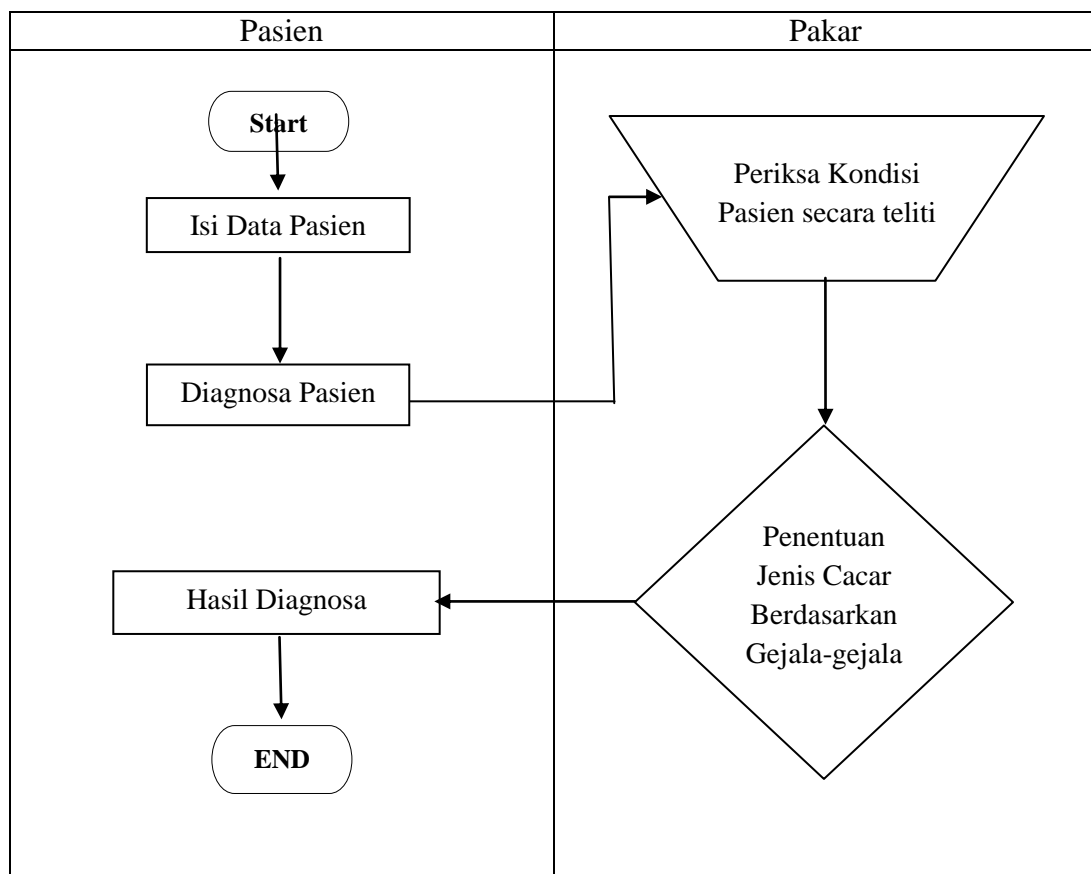 Pasien
Pakar
Start
Isi Data Pasien
Diagnosa Pasien
Periksa Kondisi
Pasien secara teliti
Penentuan
Jenis Cacar
Berdasarkan
Gejala-gejala
Hasil Diagnosa
END